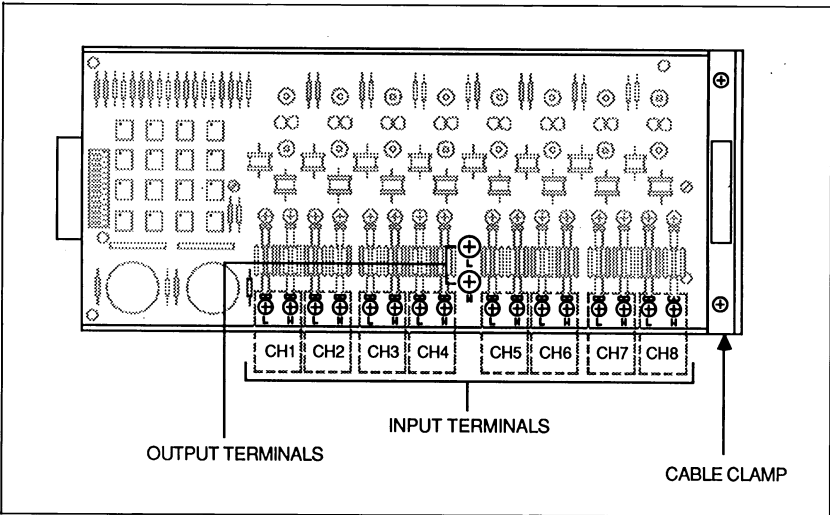 L
H
L H L H L H L H L H L H L H L H
CH1 CH2 CH3 CH4 CH5 CH6 CH7 CH8
INPUT TERMINALS
OUTPUT TERMINALS
CABLE CLAMP